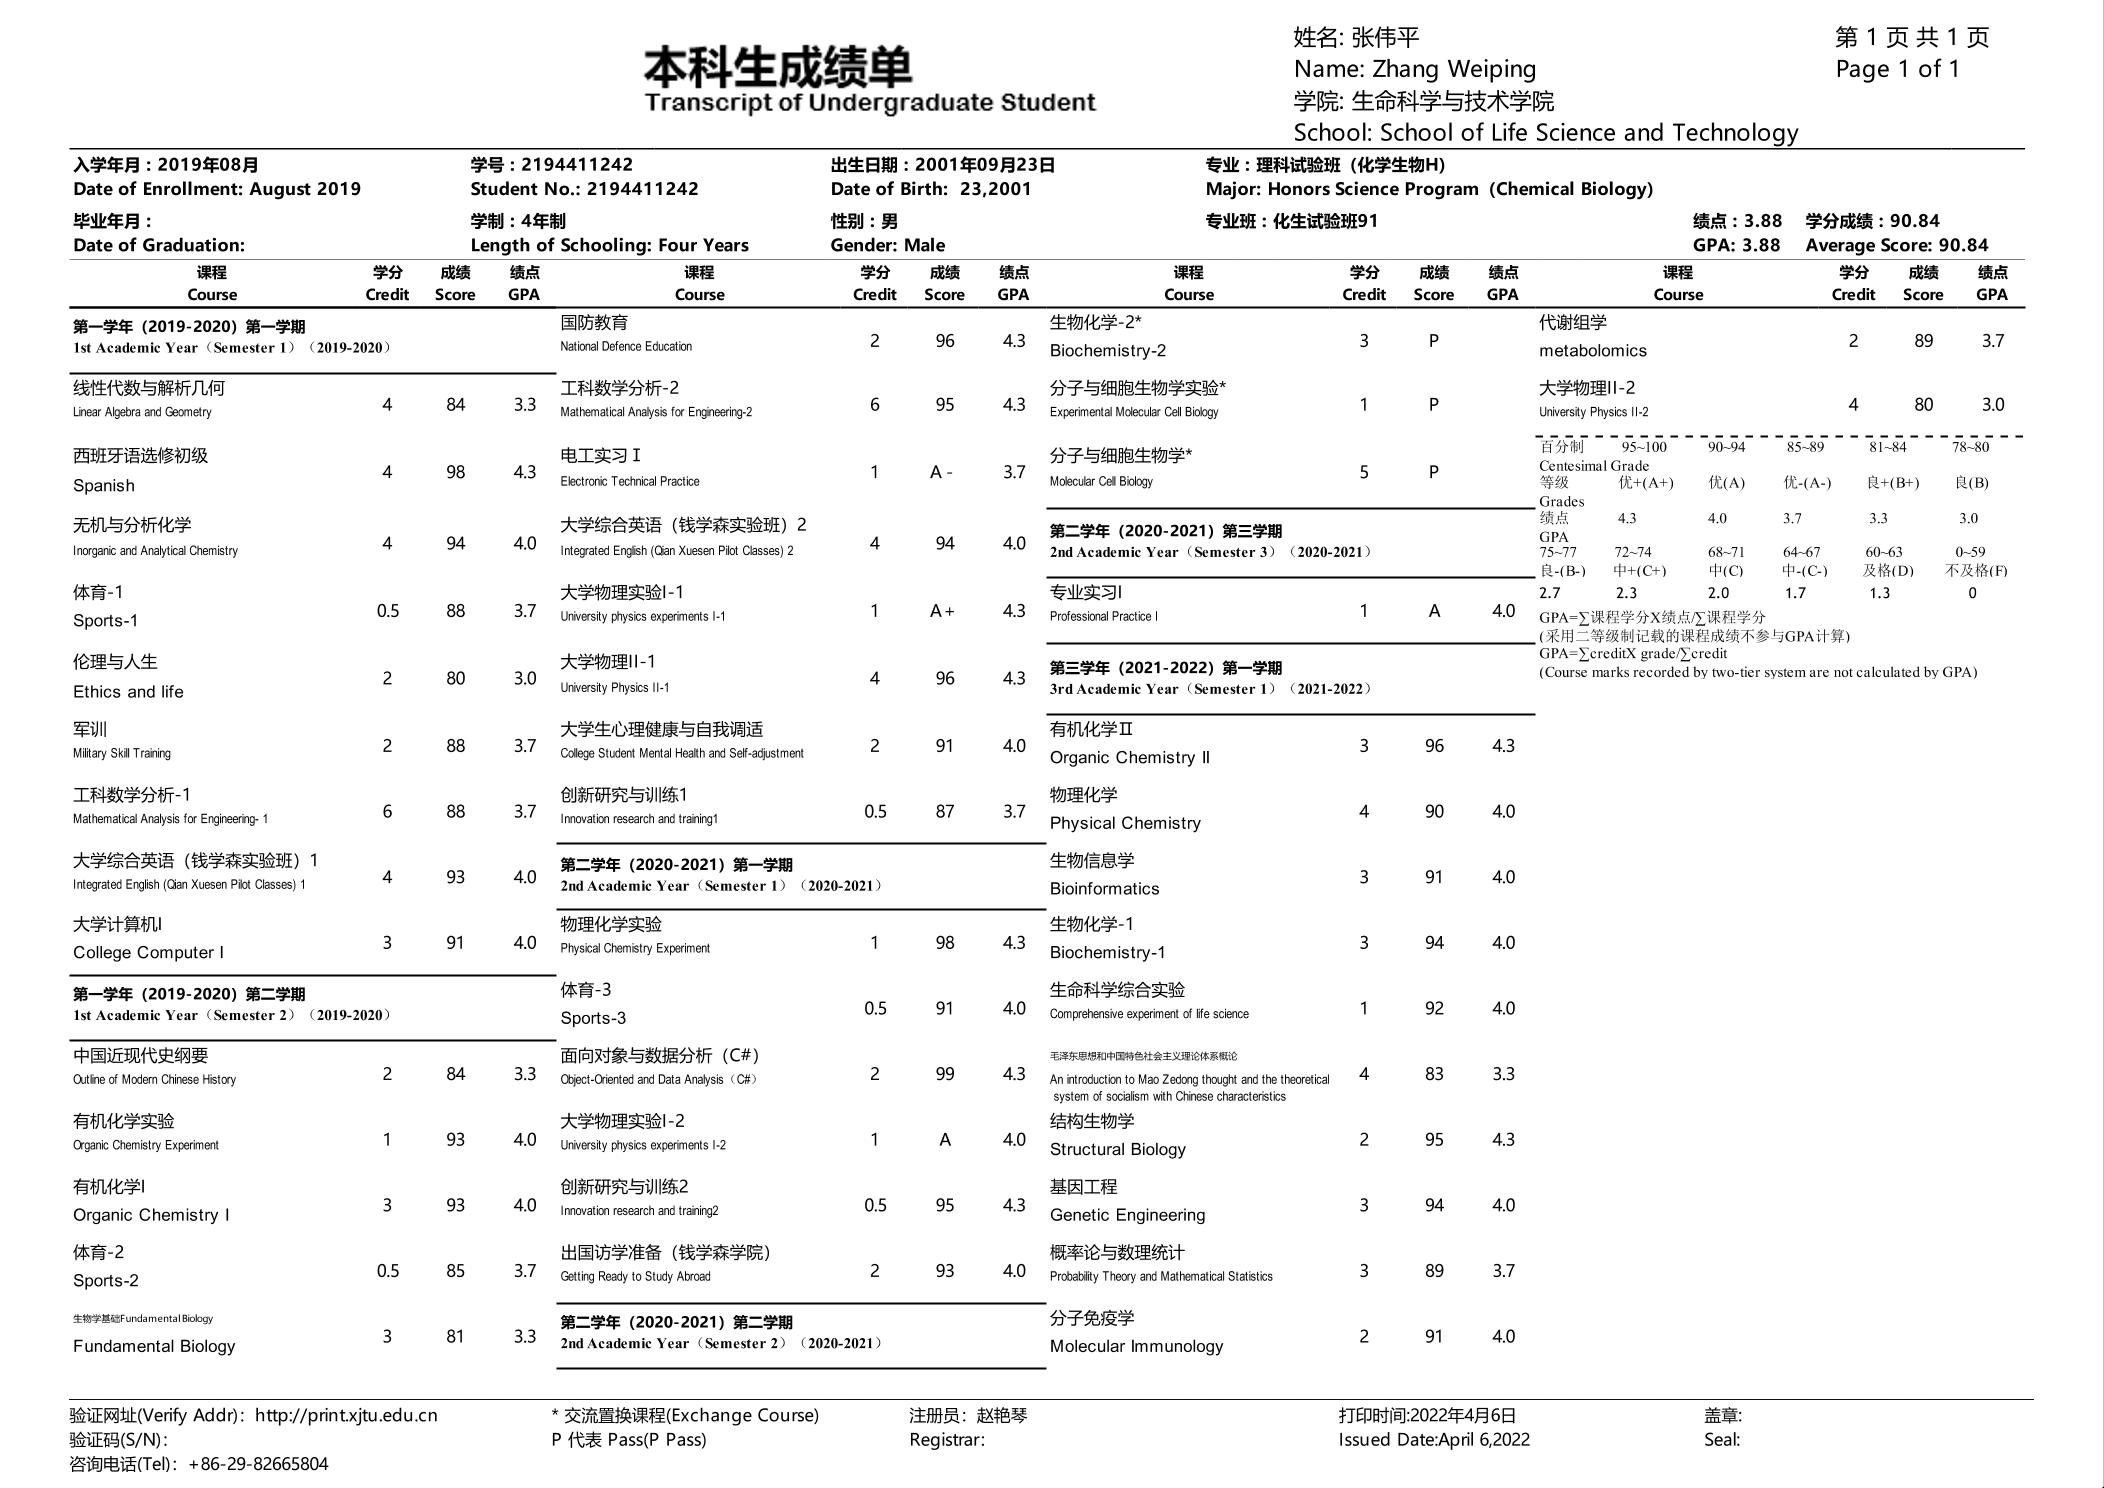 本科生成绩单
Transcript of Undergraduate Student
姓名: 张伟平
Name: Zhang Weiping
学院: 生命科学与技术学院
School: School of Life Science and Technology
第 1 页 共 1 页
Page 1 of 1
入学年月：2019年08月 学号：2194411242 出生日期：2001年09月23日 专业：理科试验班（化学生物H）
Date of Enrollment: August 2019 Student No.: 2194411242 Date of Birth: 23,2001 Major: Honors Science Program (Chemical Biology)
毕业年月： 学制：4年制 性别：男 专业班：化生试验班91 绩点：3.88 学分成绩：90.84
Date of Graduation: Length of Schooling: Four Years Gender: Male GPA: 3.88 Average Score: 90.84
课程 学分 成绩 绩点 课程 学分 成绩 绩点 课程 学分 成绩 绩点 课程 学分 成绩 绩点
Course Credit Score GPA Course Credit Score GPA Course Credit Score GPA Course Credit Score GPA
第一学年（2019-2020）第一学期
1st Academic Year（Semester 1）（2019-2020）
线性代数与解析几何
Linear Algebra and Geometry 4 84 3.3
西班牙语选修初级
Spanish 4 98 4.3
无机与分析化学
Inorganic and Analytical Chemistry 4 94 4.0
体育-1
Sports-1 0.5 88 3.7
伦理与人生
Ethics and life 2 80 3.0
军训
Military Skill Training 2 88 3.7
工科数学分析-1
Mathematical Analysis for Engineering- 1 6 88 3.7
大学综合英语（钱学森实验班）1
Integrated English (Qian Xuesen Pilot Classes) 1 4 93 4.0
大学计算机I
College Computer I 3 91 4.0
第一学年（2019-2020）第二学期
1st Academic Year（Semester 2）（2019-2020）
中国近现代史纲要
Outline of Modern Chinese History 2 84 3.3
有机化学实验
Organic Chemistry Experiment 1 93 4.0
有机化学I
Organic Chemistry I 3 93 4.0
体育-2
Sports-2 0.5 85 3.7
生物学基础Fundamental Biology
Fundamental Biology 3 81 3.3
国防教育
National Defence Education 2 96 4.3
工科数学分析-2
Mathematical Analysis for Engineering-2 6 95 4.3
电工实习 I
Electronic Technical Practice 1 A - 3.7
大学综合英语（钱学森实验班）2
Integrated English (Qian Xuesen Pilot Classes) 2 4 94 4.0
大学物理实验I-1
University physics experiments I-1 1 A+ 4.3
大学物理II-1
University Physics II-1 4 96 4.3
大学生心理健康与自我调适
College Student Mental Health and Self-adjustment 2 91 4.0
创新研究与训练1
Innovation research and training1 0.5 87 3.7
第二学年（2020-2021）第一学期
2nd Academic Year（Semester 1）（2020-2021）
物理化学实验
Physical Chemistry Experiment 1 98 4.3
体育-3
Sports-3 0.5 91 4.0
面向对象与数据分析（C#）
Object-Oriented and Data Analysis（C#） 2 99 4.3
大学物理实验I-2
University physics experiments I-2 1 A 4.0
创新研究与训练2
Innovation research and training2 0.5 95 4.3
出国访学准备（钱学森学院）
Getting Ready to Study Abroad 2 93 4.0
第二学年（2020-2021）第二学期
2nd Academic Year（Semester 2）（2020-2021）
生物化学-2*
Biochemistry-2 3 P
分子与细胞生物学实验*
Experimental Molecular Cell Biology 1 P
分子与细胞生物学*
Molecular Cell Biology 5 P
第二学年（2020-2021）第三学期
2nd Academic Year（Semester 3）（2020-2021）
专业实习I
Professional Practice I 1 A 4.0
第三学年（2021-2022）第一学期
3rd Academic Year（Semester 1）（2021-2022）
有机化学Ⅱ
Organic Chemistry II 3 96 4.3
物理化学
Physical Chemistry 4 90 4.0
生物信息学
Bioinformatics 3 91 4.0
生物化学-1
Biochemistry-1 3 94 4.0
生命科学综合实验
Comprehensive experiment of life science 1 92 4.0
毛泽东思想和中国特色社会主义理论体系概论
An introduction to Mao Zedong thought and the theoretical 4 83 3.3
system of socialism with Chinese characteristics
结构生物学
Structural Biology 2 95 4.3
基因工程
Genetic Engineering 3 94 4.0
概率论与数理统计
Probability Theory and Mathematical Statistics 3 89 3.7
分子免疫学
Molecular Immunology 2 91 4.0
代谢组学
metabolomics 2 89 3.7
大学物理II-2
University Physics II-2 4 80 3.0
百分制 95~100 90~94 85~89 81~84 78~80
Centesimal Grade
等级 优+(A+) 优(A) 优-(A-) 良+(B+) 良(B)
Grades
绩点 4.3 4.0 3.7 3.3 3.0
GPA
75~77 72~74 68~71 64~67 60~63 0~59
良-(B-) 中+(C+) 中(C) 中-(C-) 及格(D) 不及格(F)
2.7 2.3 2.0 1.7 1.3 0
GPA=∑课程学分X绩点/∑课程学分
(采用二等级制记载的课程成绩不参与GPA计算)
GPA=∑creditX grade/∑credit
(Course marks recorded by two-tier system are not calculated by GPA)
验证网址(Verify Addr)：http://print.xjtu.edu.cn * 交流置换课程(Exchange Course) 注册员：赵艳琴 打印时间:2022年4月6日 盖章:
验证码(S/N)： P 代表 Pass(P Pass) Registrar: Issued Date:April 6,2022 Seal:
咨询电话(Tel)：+86-29-82665804